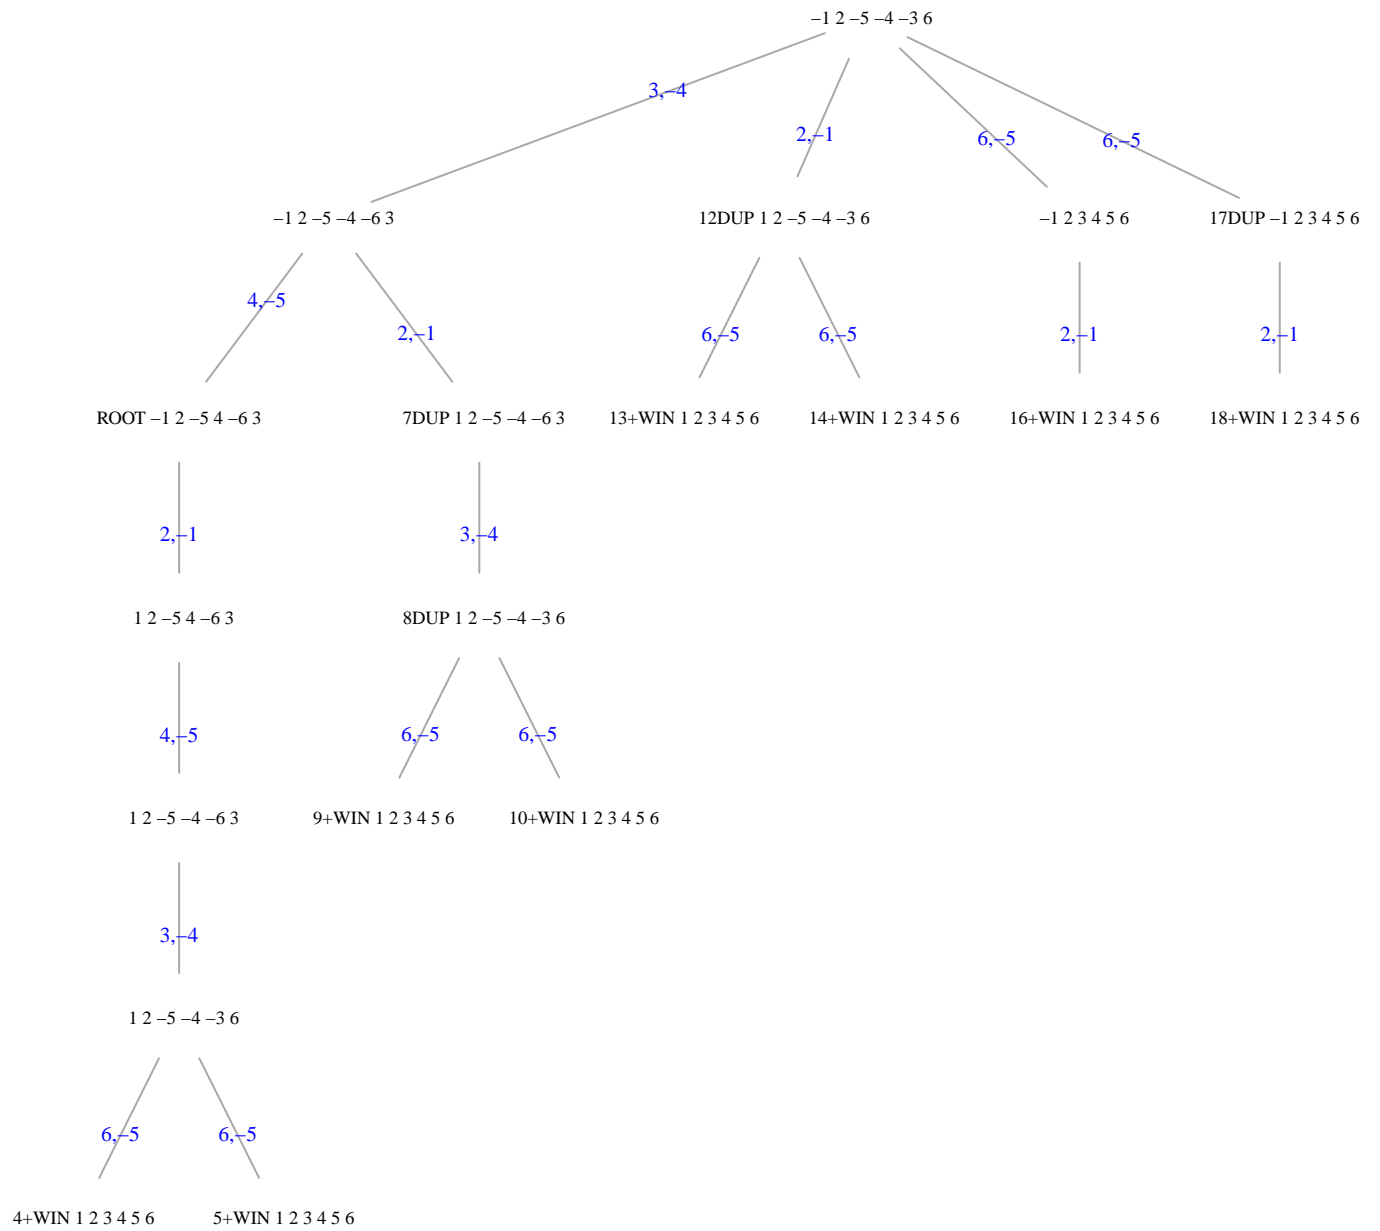 –1 2 –5 –4 –3 6
3,–4
2,–1
6,–5
6,–5
–1 2 –5 –4 –6 3
12DUP 1 2 –5 –4 –3 6
–1 2 3 4 5 6
17DUP –1 2 3 4 5 6
4,–5
2,–1
6,–5
6,–5
2,–1
2,–1
ROOT –1 2 –5 4 –6 3
7DUP 1 2 –5 –4 –6 3
13+WIN 1 2 3 4 5 6
14+WIN 1 2 3 4 5 6
16+WIN 1 2 3 4 5 6
18+WIN 1 2 3 4 5 6
2,–1
3,–4
1 2 –5 4 –6 3
8DUP 1 2 –5 –4 –3 6
4,–5
6,–5
6,–5
1 2 –5 –4 –6 3
9+WIN 1 2 3 4 5 6
10+WIN 1 2 3 4 5 6
3,–4
1 2 –5 –4 –3 6
6,–5
6,–5
4+WIN 1 2 3 4 5 6
5+WIN 1 2 3 4 5 6